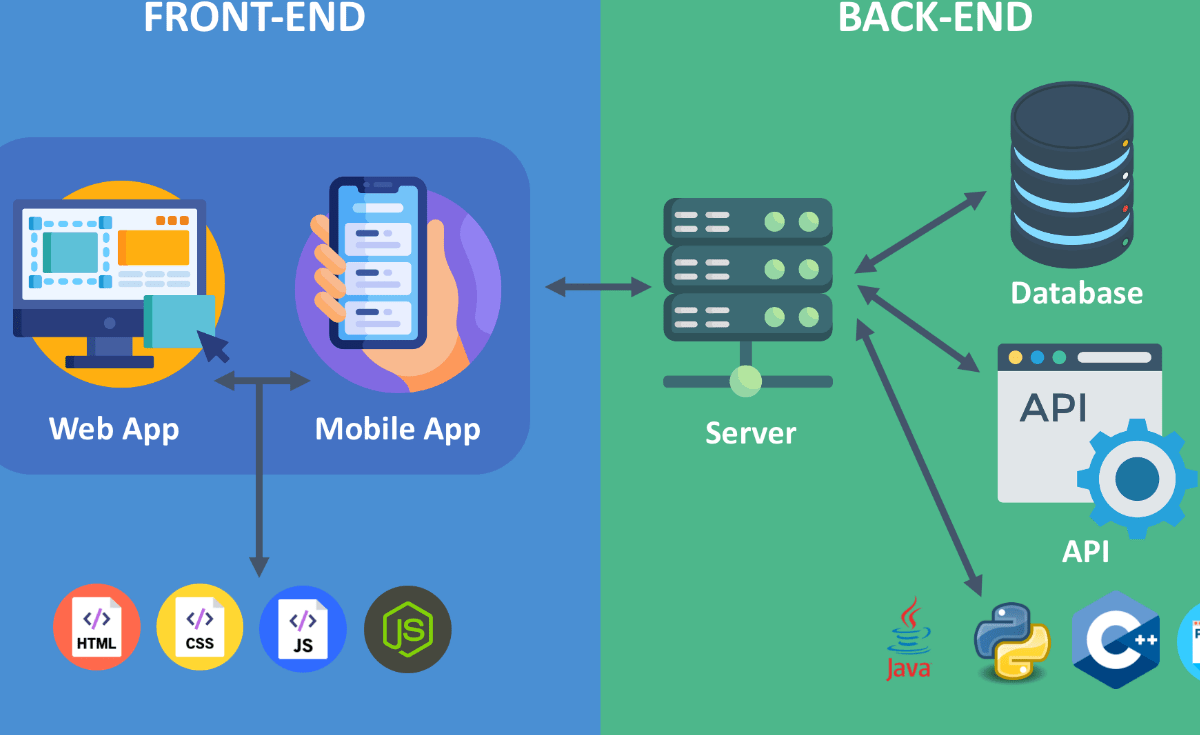 FRONT-END
BACK-END
Web App
Mobile App
Server
Database
API
API
HTML
CSS
JS
JS
Java
C++